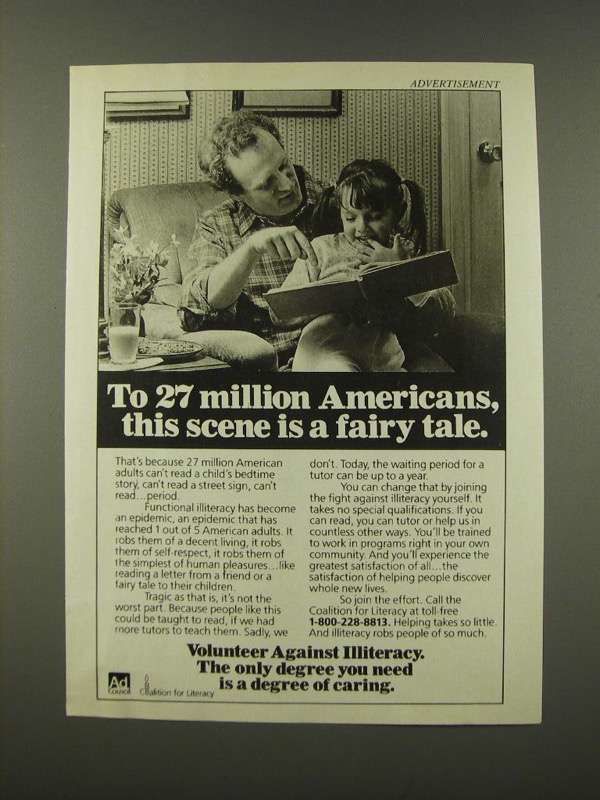 ADVERTISEMENT
To 27 million Americans,
this scene is a fairy tale.
That's because 27 million American
adults can't read a child's bedtime
story, can't read a street sign, can't
read...period.
Functional illiteracy has become
an epidemic, an epidemic that has
reached 1 out of 5 American adults. It
robs them of a decent living, it robs
them of self-respect, it robs them of
the simplest of human pleasures...like
reading a letter from a friend or a
fairy tale to their children.
Tragic as that is, it's not the
worst part. Because people like this
could be taught to read, if we had
more tutors to teach them. Sadly, we
don't. Today, the waiting period for a
tutor can be up to a year.
You can change that by joining
the fight against illiteracy yourself. It
takes no special qualifications. If you
can read, you can tutor or help us in
countless other ways. You'll be trained
to work in programs right in your own
community. And you'll experience the
greatest satisfaction of all...the
satisfaction of helping people discover
whole new lives.
So join the effort. Call the
Coalition for Literacy at toll-free
1-800-228-8813. Helping takes so little.
And illiteracy robs people of so much.
Volunteer Against Illiteracy.
The only degree you need
is a degree of caring.
Ad
Council
Coalition for Literacy